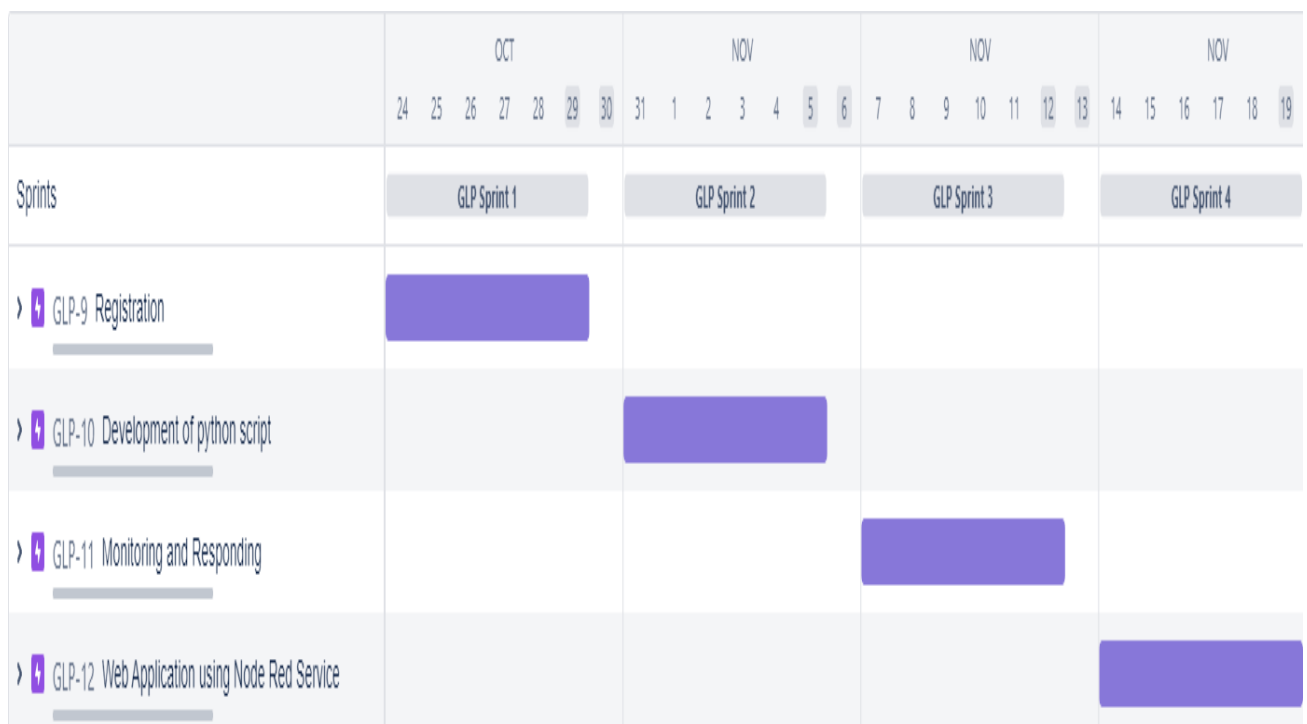 OCT NOV NOV NOV
24 25 26 27 28 29 30 31 1 2 3 4 5 6 7 8 9 10 11 12 13 14 15 16 17 18 19
Sprints GLP Sprint 1 GLP Sprint 2 GLP Sprint 3 GLP Sprint 4
GLP-9 Registration
GLP-10 Development of python script
GLP-11 Monitoring and Responding
GLP-12 Web Application using Node Red Service